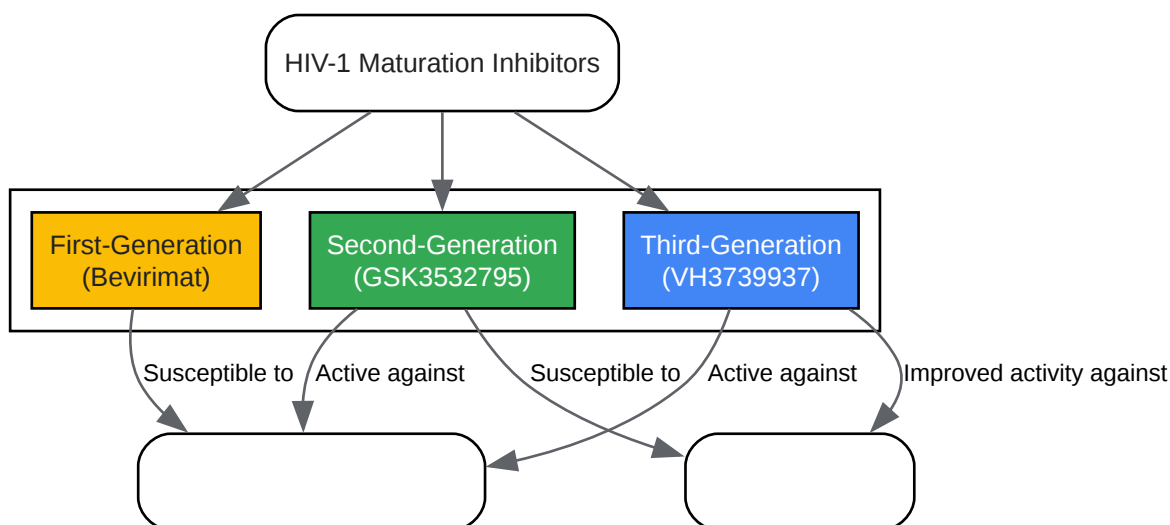 HIV-1 Maturation Inhibitors
First-Generation
(Bevirimat)
Second-Generation
(GSK3532795)
Third-Generation
(VH3739937)
Susceptible to
Active against
Susceptible to
Active against
Improved activity against